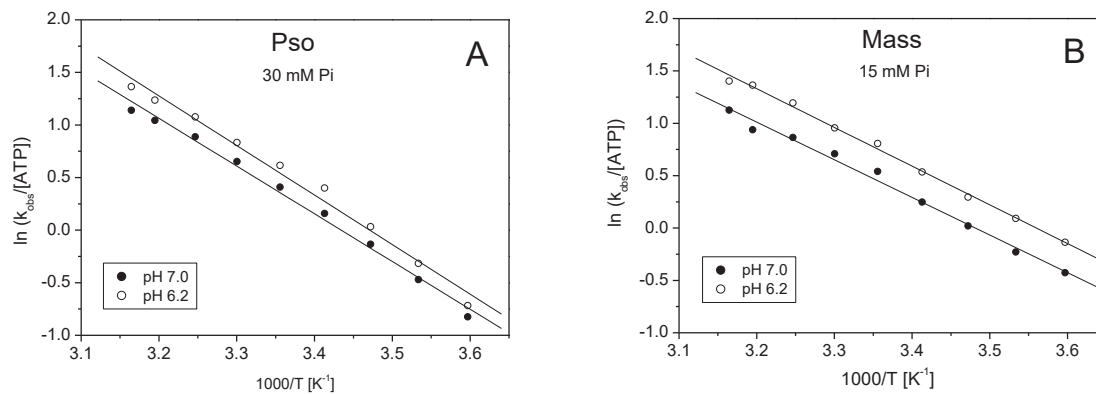 Pso
30 mM Pi
A
2.0
1.5
1.0
0.5
0.0
-0.5
-1.0
ln (kobs/[ATP])
pH 7.0
pH 6.2
3.1 3.2 3.3 3.4 3.5 3.6
1000/T [K-1]
Mass
15 mM Pi
B
2.0
1.5
1.0
0.5
0.0
-0.5
-1.0
ln (kobs/[ATP])
pH 7.0
pH 6.2
3.1 3.2 3.3 3.4 3.5 3.6
1000/T [K-1]